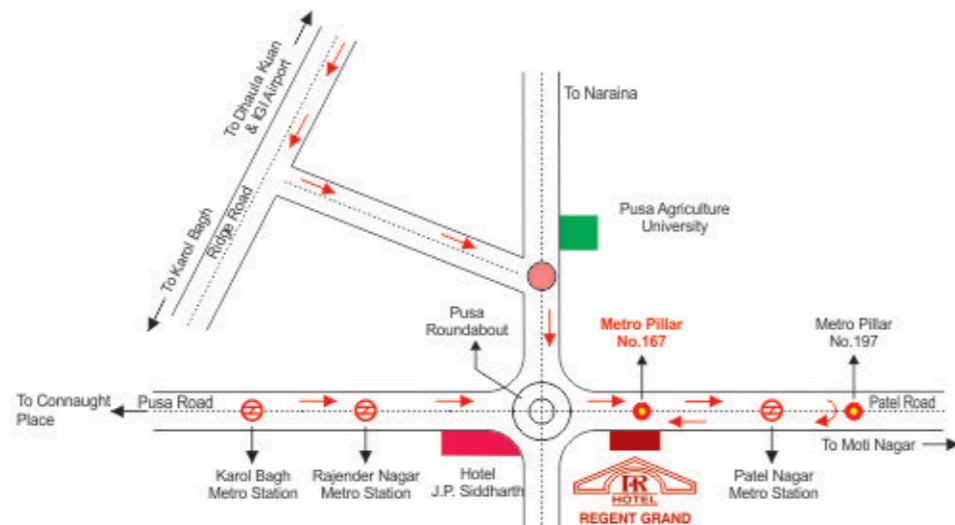 To Dhaula Kuan
& IGI Airport
To Karol Bagh
Ridge Road
To Naraina
Pusa Agriculture
University
Pusa
Roundabout
Metro Pillar
No.167
Metro Pillar
No.197
To Connaught
Place
Pusa Road
Patel Road
To Moti Nagar
Karol Bagh
Metro Station
Rajender Nagar
Metro Station
Hotel
J.P. Siddharth
Patel Nagar
Metro Station
HOTEL
REGENT GRAND